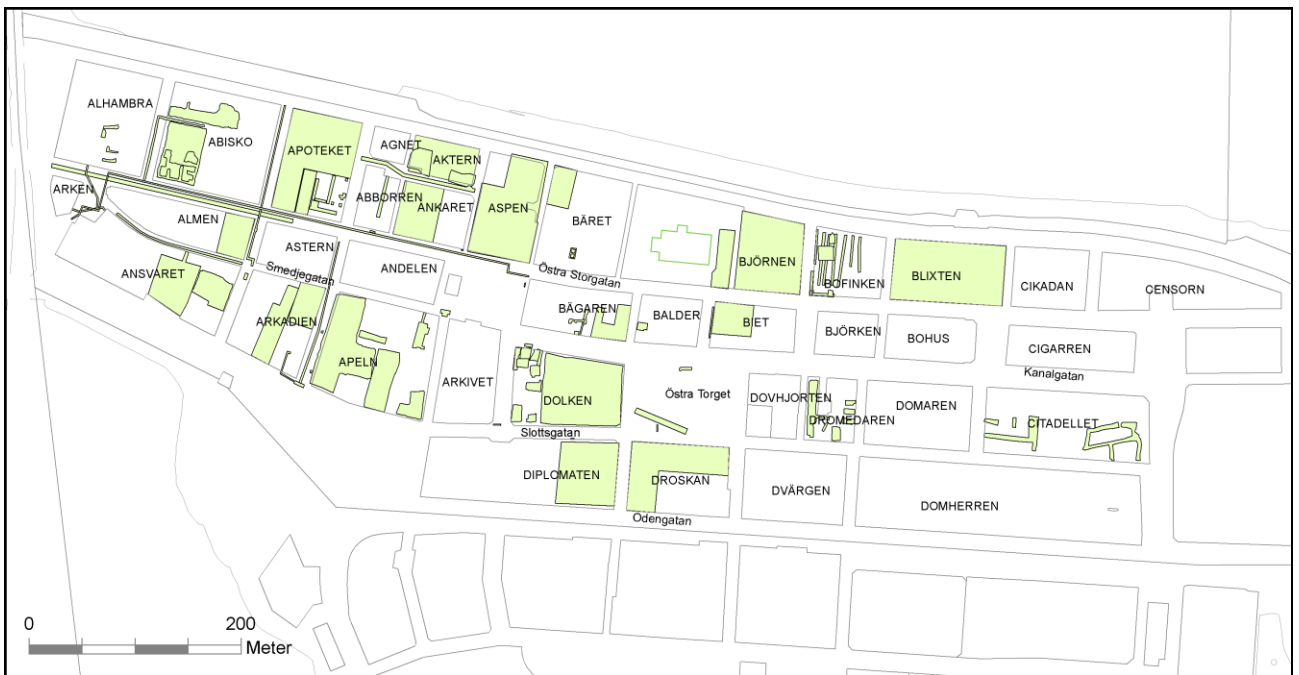 ALHAMBRA
ABISKO
APOTEKET
AGNET
AKTERN
ARKEN
ALMEN
ABBORREN
ANKARET
ASPEN
BÄRET
ASTERN
ANSVARET
Smedjegatan
ANDELEN
Östra Storgatan
BJÖRNEN
BOFINKEN
BLIXTEN
CIKADAN
CENSORN
ARKADIEN
BÄGAREN
BALDER
BIET
BJÖRKEN
BOHUS
CIGARREN
Kanalgatan
APELN
ARKIVET
DOLKEN
Östra Torget
DOVHJORTEN
DROMEDAREN
DOMAREN
CITADELLET
Slottsgatan
DIPLOMATEN
DROSKAN
DVÄRGEN
DOMHERREN
Odengatan
0 200
Meter